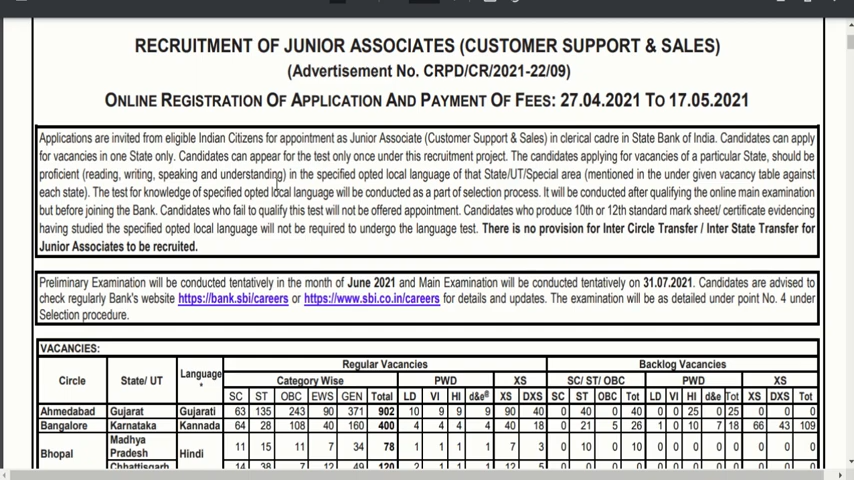 RECRUITMENT OF JUNIOR ASSOCIATES (CUSTOMER SUPPORT & SALES)
(Advertisement No. CRPD/CR/2021-22/09)
ONLINE REGISTRATION OF APPLICATION AND PAYMENT OF FEES: 27.04.2021 TO 17.05.2021
Applications are invited from eligible Indian Citizens for appointment as Junior Associate (Customer Support & Sales) in clerical cadre in State Bank of India. Candidates can apply
for vacancies in one State only. Candidates can appear for the test only once under this recruitment project. The candidates applying for vacancies of a particular State, should be
proficient (reading, writing, speaking and understanding) in the specified opted local language of that State/UT/Special area (mentioned in the under given vacancy table against
each state). The test for knowledge of specified opted local language will be conducted as a part of selection process. It will be conducted after qualifying the online main examination
but before joining the Bank. Candidates who fail to qualify this test will not be offered appointment. Candidates who produce 10th or 12th standard mark sheet/ certificate evidencing
having studied the specified opted local language will not be required to undergo the language test. There is no provision for Inter Circle Transfer / Inter State Transfer for
Junior Associates to be recruited.
Preliminary Examination will be conducted tentatively in the month of June 2021 and Main Examination will be conducted tentatively on 31.07.2021. Candidates are advised to
check regularly Bank's website https://bank.sbi/careers or https://www.sbi.co.in/careers for details and updates. The examination will be as detailed under point No. 4 under
Selection procedure.
VACANCIES:
Circle State/ UT Language * Regular Vacancies Backlog Vacancies
Category Wise PWD XS SC/ ST/ OBC PWD XS
SC ST OBC EWS GEN Total LD VI HI d&e XS DXS SC ST OBC Tot LD VI HI d&e Tot XS DXS Tot
Ahmedabad Gujarat Gujarati 63 135 243 90 371 902 10 9 9 9 90 40 0 40 0 40 0 0 25 0 25 0 0 0
Bangalore Karnataka Kannada 64 28 108 40 160 400 4 4 4 4 40 18 0 21 5 26 1 0 10 7 18 66 43 109
Bhopal Madhya Pradesh Hindi 11 15 11 7 34 78 1 1 1 1 7 3 0 10 0 10 0 0 0 0 0 0 0 0
Chhattisgarh 14 38 7 12 49 120 2 1 1 1 12 5